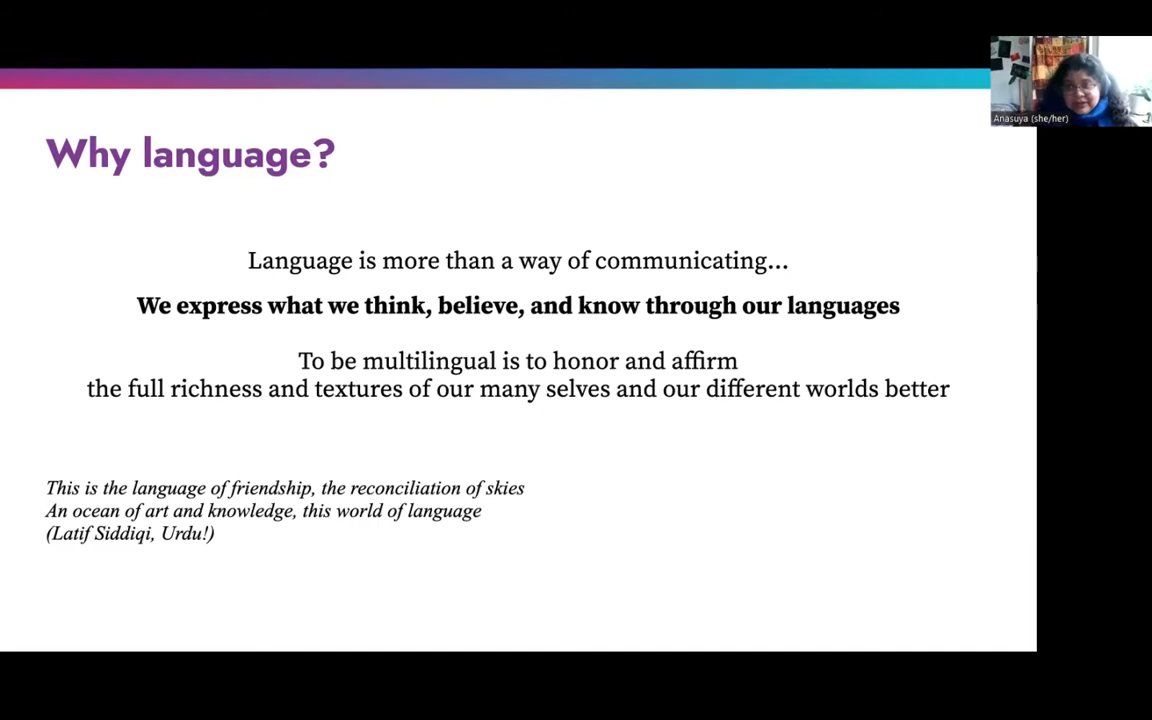 Why language?
Language is more than a way of communicating...
We express what we think, believe, and know through our languages
To be multilingual is to honor and affirm
the full richness and textures of our many selves and our different worlds better
This is the language of friendship, the reconciliation of skies
An ocean of art and knowledge, this world of language
(Latif Siddiqi, Urdu!)
Anasuya (she/her)